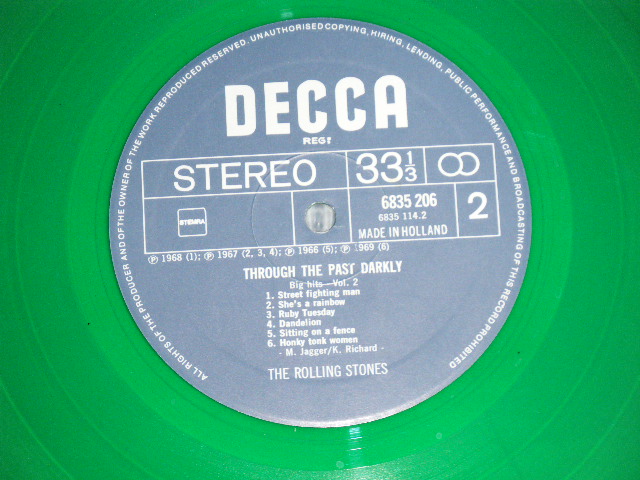 ALL RIGHTS OF THE PRODUCER AND OF THE OWNER OF THE WORK REPRODUCED RESERVED. UNAUTHORISED COPYING, HIRING, LENDING, PUBLIC PERFORMANCE AND BROADCASTING OF THIS RECORD PROHIBITED
DECCA
REGD
STEREO
33 1/3
STEMRA
6835 206
6835 114.2
2
MADE IN HOLLAND
℗ 1968 (1); ℗ 1967 (2, 3, 4); ℗ 1966 (5); ℗ 1969 (6)
THROUGH THE PAST DARKLY
Big hits - Vol. 2
1. Street fighting man
2. She's a rainbow
3. Ruby Tuesday
4. Dandelion
5. Sitting on a fence
6. Honky tonk women
- M. Jagger/K. Richard -
THE ROLLING STONES